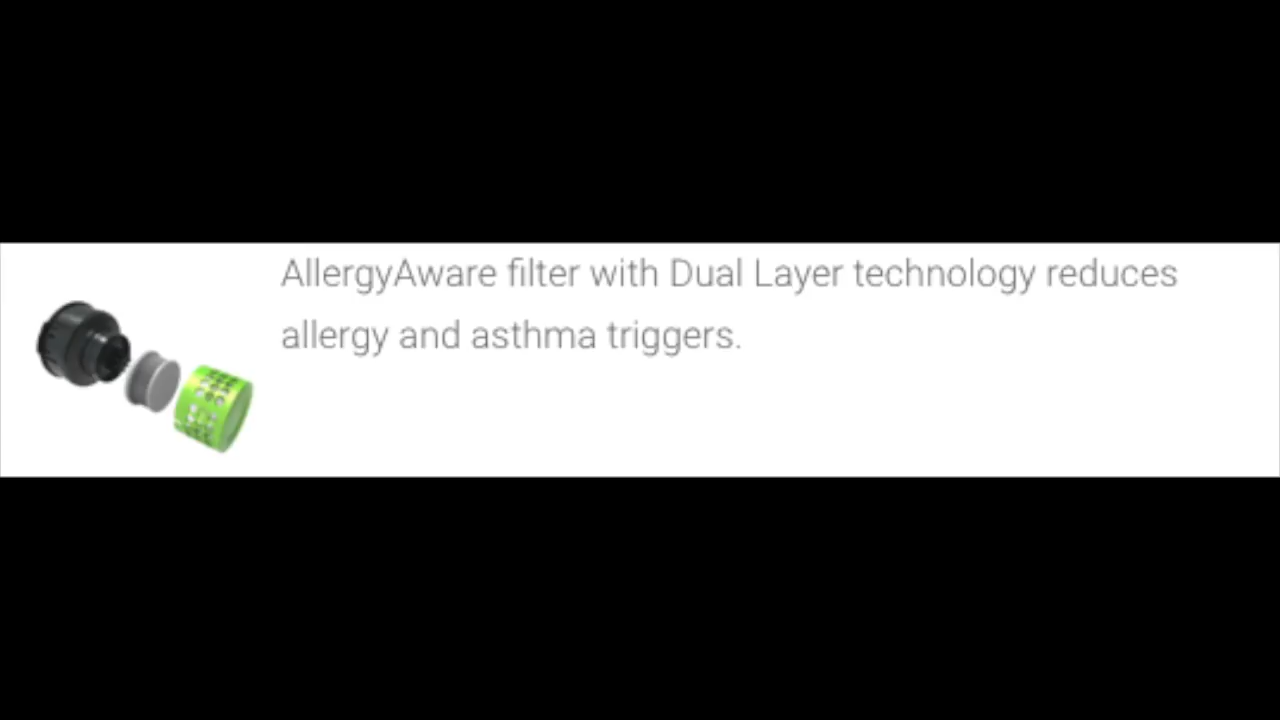 AllergyAware filter with Dual Layer technology reduces
allergy and asthma triggers.